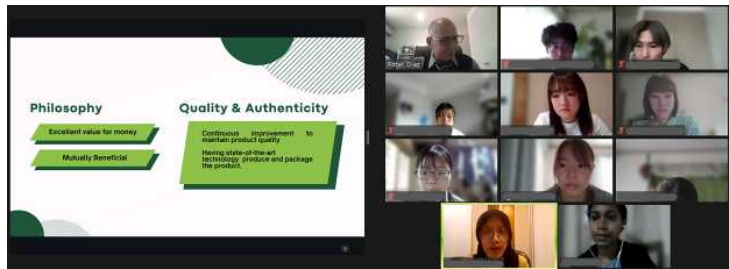 Philosophy
Excellent value for money
Mutually Beneficial
Quality & Authenticity
Continuous improvement to
maintain product quality
Having state-of-the-art
technology produce and package
the product.